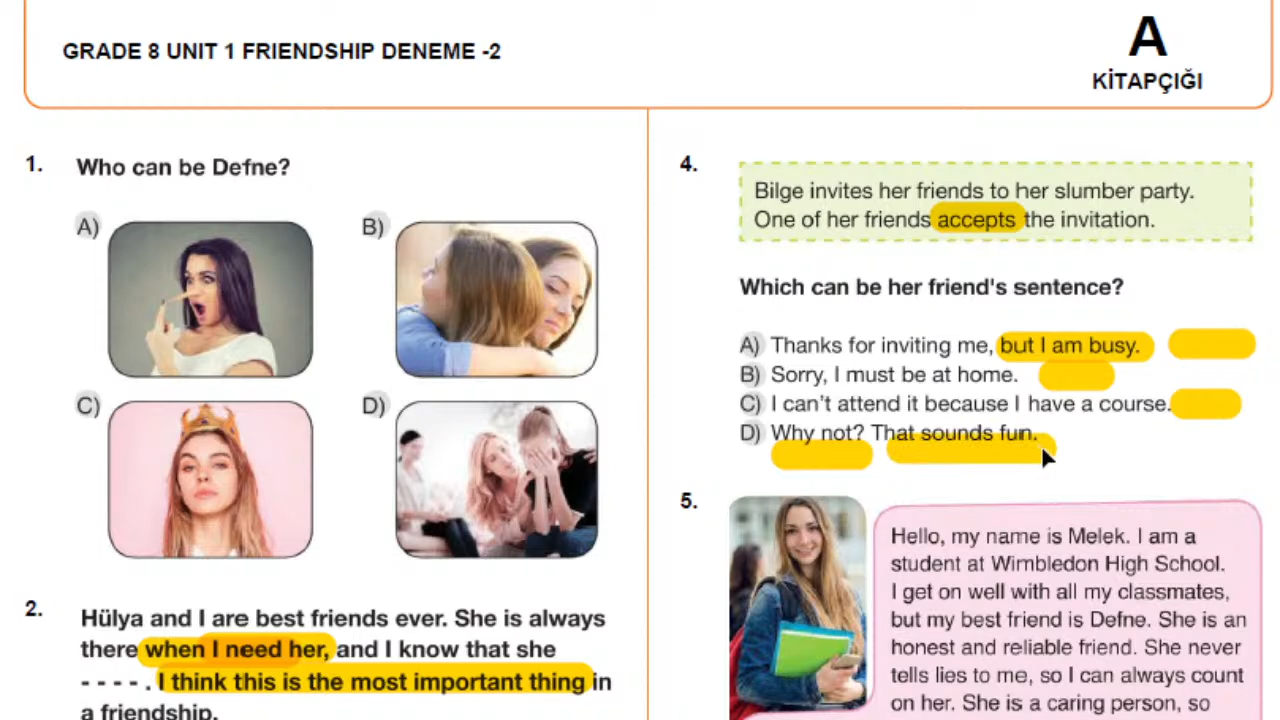 GRADE 8 UNIT 1 FRIENDSHIP DENEME -2
A
KİTAPÇIĞI
1. Who can be Defne?
A)
B)
C)
D)
2. Hülya and I are best friends ever. She is always
there when I need her, and I know that she
- - - - . I think this is the most important thing in
a friendship.
4.
Bilge invites her friends to her slumber party.
One of her friends accepts the invitation.
Which can be her friend's sentence?
A) Thanks for inviting me, but I am busy.
B) Sorry, I must be at home.
C) I can't attend it because I have a course.
D) Why not? That sounds fun.
5.
Hello, my name is Melek. I am a
student at Wimbledon High School.
I get on well with all my classmates,
but my best friend is Defne. She is an
honest and reliable friend. She never
tells lies to me, so I can always count
on her. She is a caring person, so